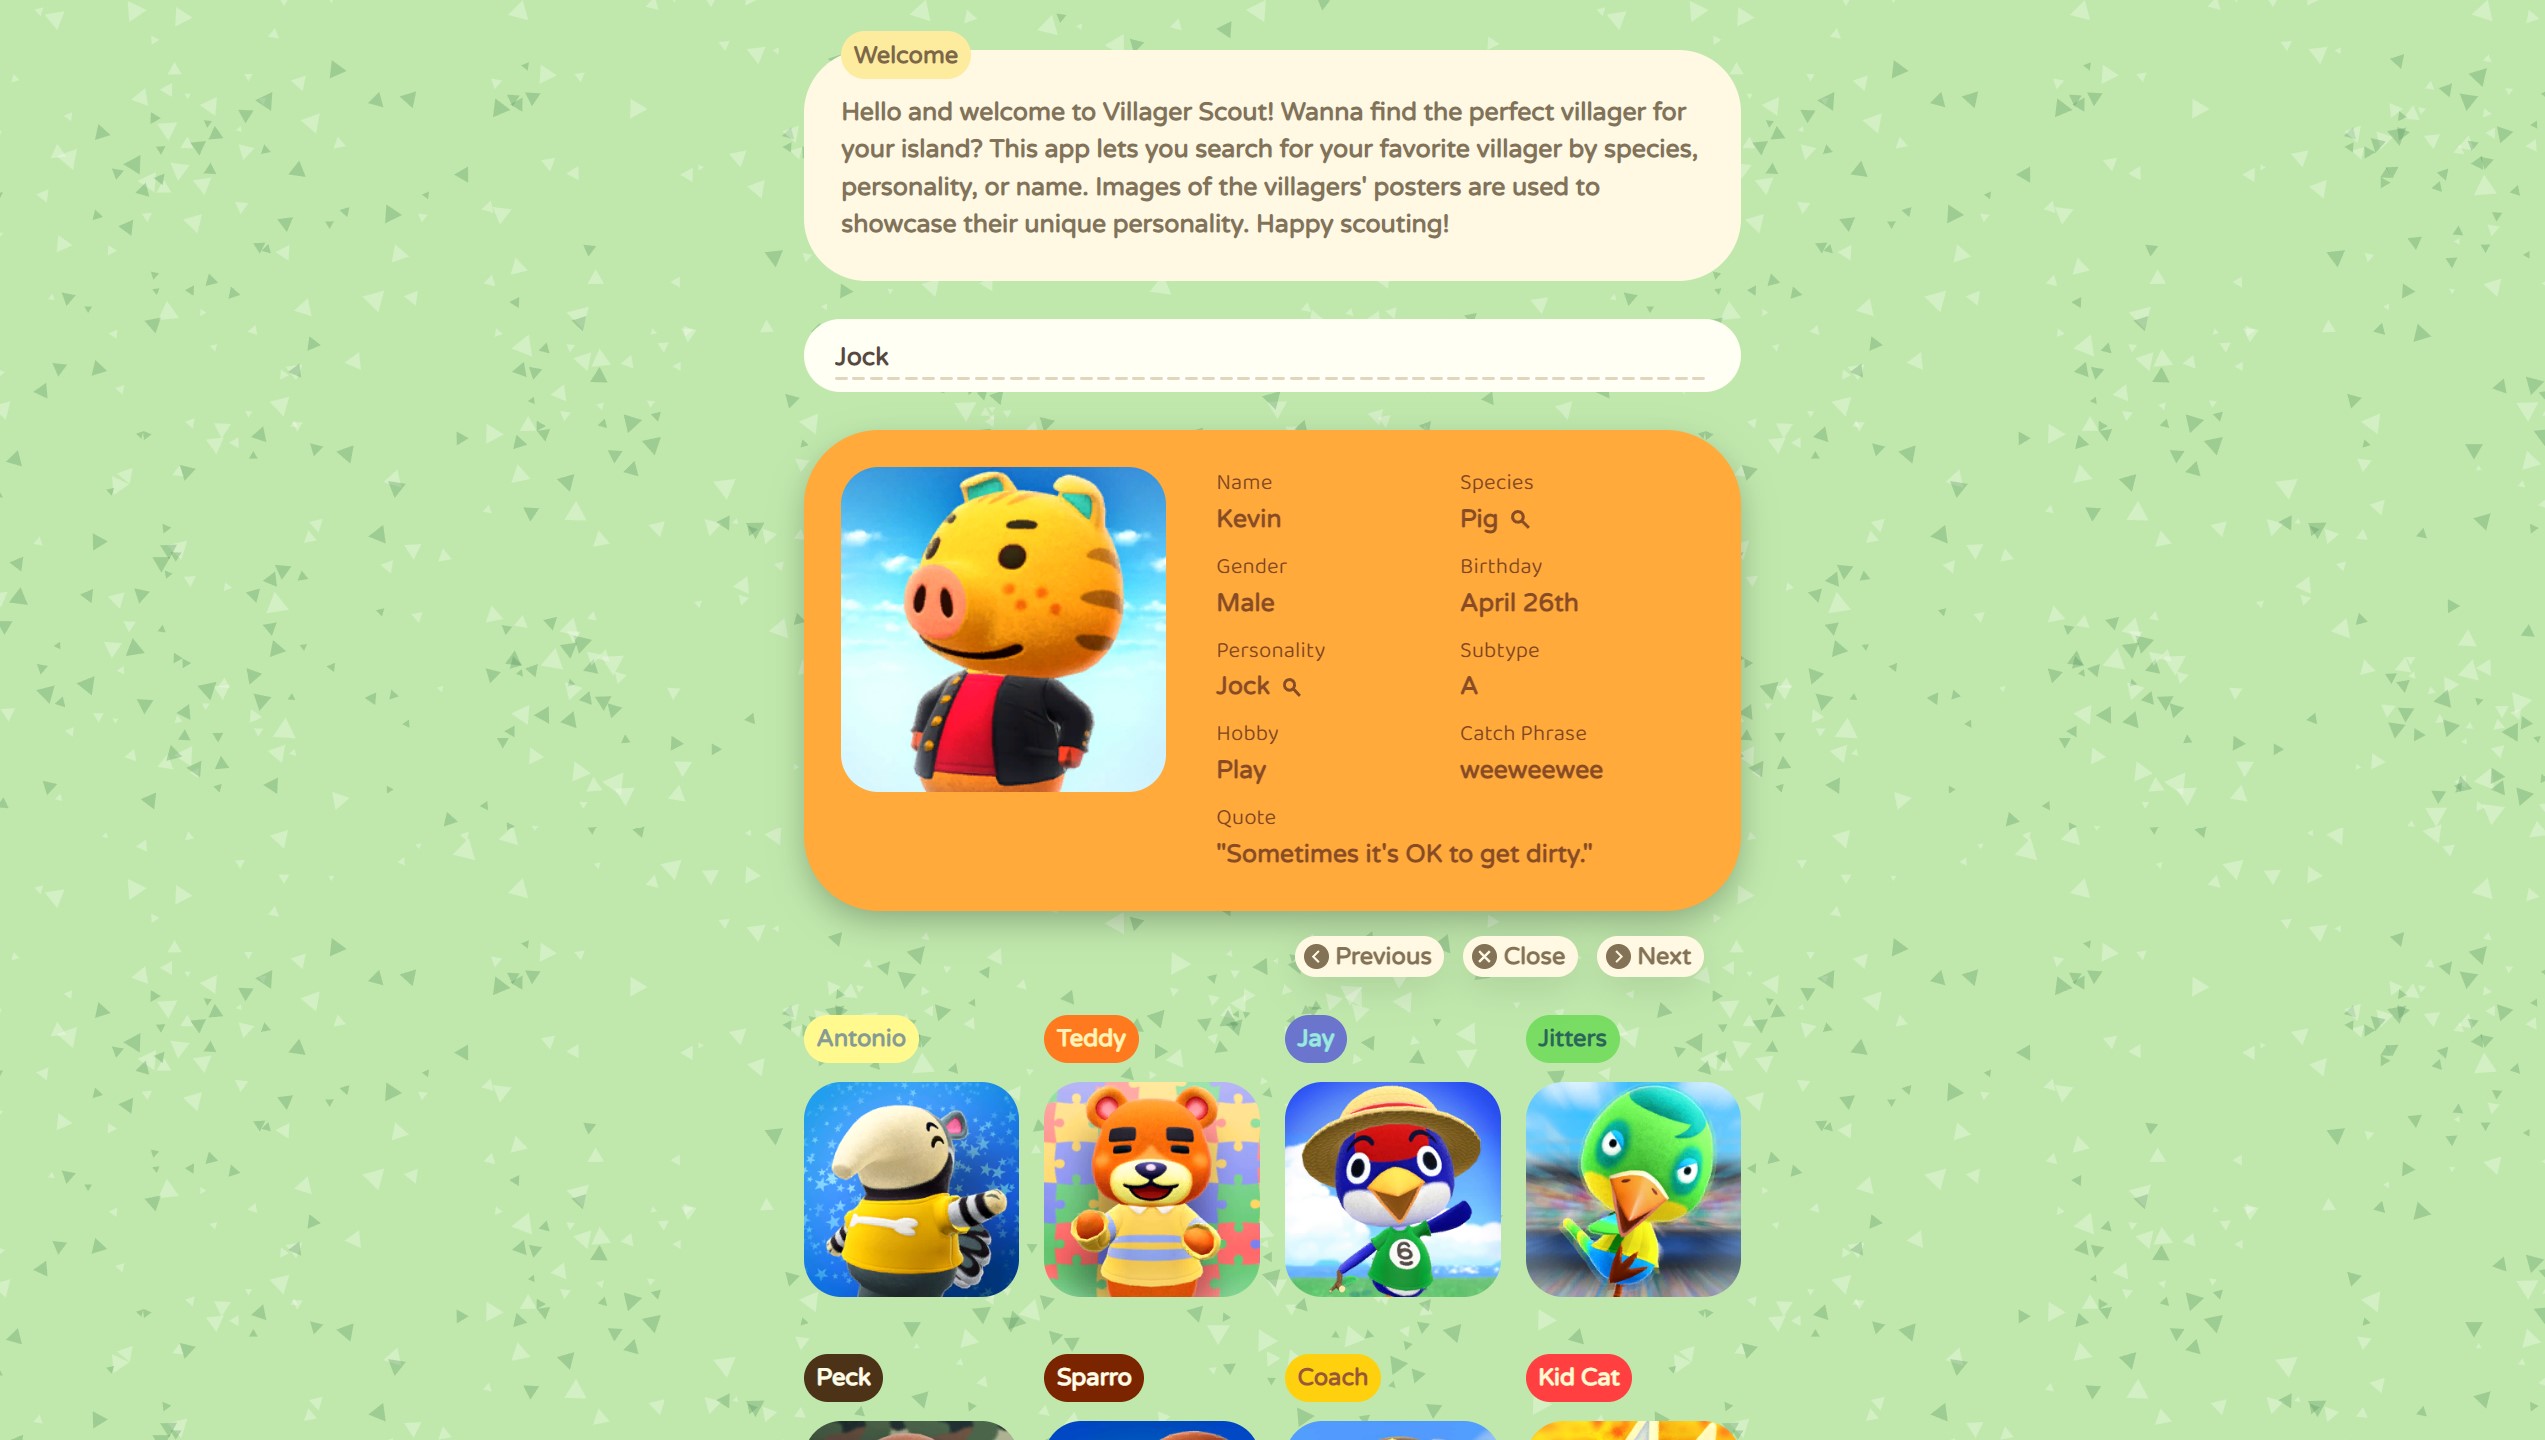 Welcome
Hello and welcome to Villager Scout! Wanna find the perfect villager for
your island? This app lets you search for your favorite villager by species,
personality, or name. Images of the villagers' posters are used to
showcase their unique personality. Happy scouting!
Jock
Name
Kevin
Species
Pig
Gender
Male
Birthday
April 26th
Personality
Jock
Subtype
A
Hobby
Play
Catch Phrase
weeweewee
Quote
"Sometimes it's OK to get dirty."
Previous
Close
Next
Antonio
Teddy
Jay
Jitters
6
Peck
Sparro
Coach
Kid Cat